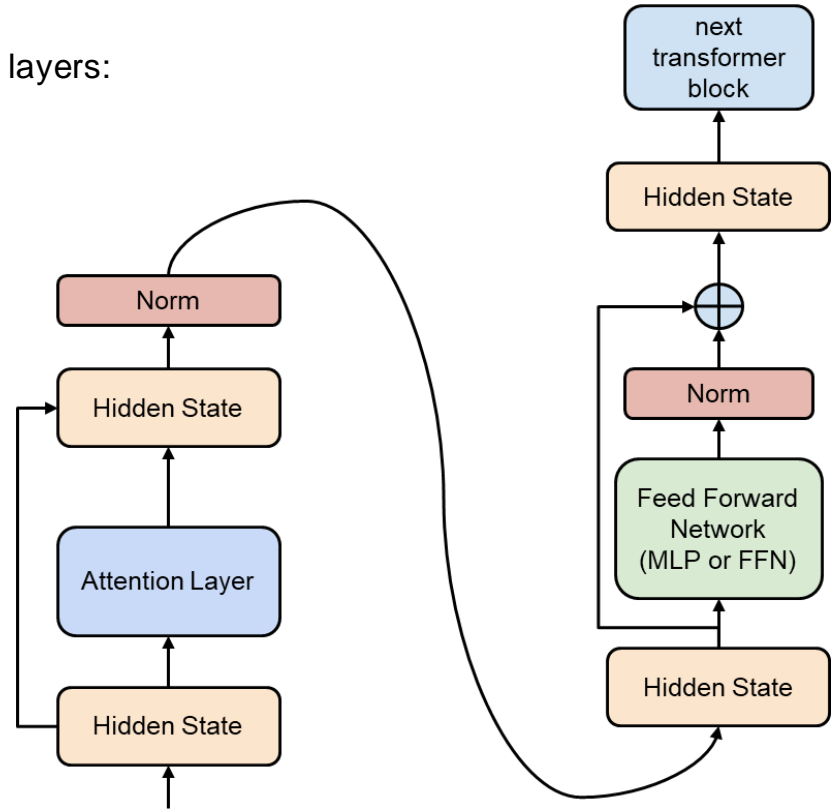 layers:
Norm
Hidden State
Attention Layer
Hidden State
next
transformer
block
Hidden State
Norm
Feed Forward
Network
(MLP or FFN)
Hidden State